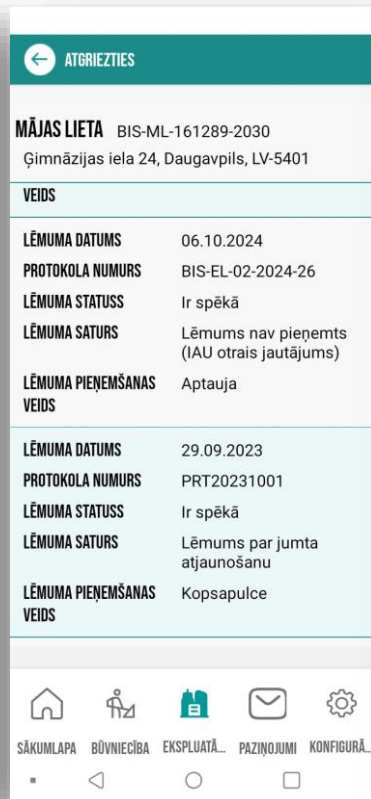 ATGRIEZTIES
MĀJAS LIETA BIS-ML-161289-2030
Ģimnāzijas iela 24, Daugavpils, LV-5401
VEIDS
LĒMUMA DATUMS 06.10.2024
PROTOKOLA NUMURS BIS-EL-02-2024-26
LĒMUMA STATUSS Ir spēkā
LĒMUMA SATURS Lēmums nav pieņemts
(IAU otrais jautājums)
LĒMUMA PIEŅEMŠANAS Aptauja
VEIDS
LĒMUMA DATUMS 29.09.2023
PROTOKOLA NUMURS PRT20231001
LĒMUMA STATUSS Ir spēkā
LĒMUMA SATURS Lēmums par jumta
atjaunošanu
LĒMUMA PIEŅEMŠANAS Kopsapulce
VEIDS
SĀKUMLAPA BŪVNIECĪBA EKSPLUATĀ... PAZIŅOJUMI KONFIGURĀ...